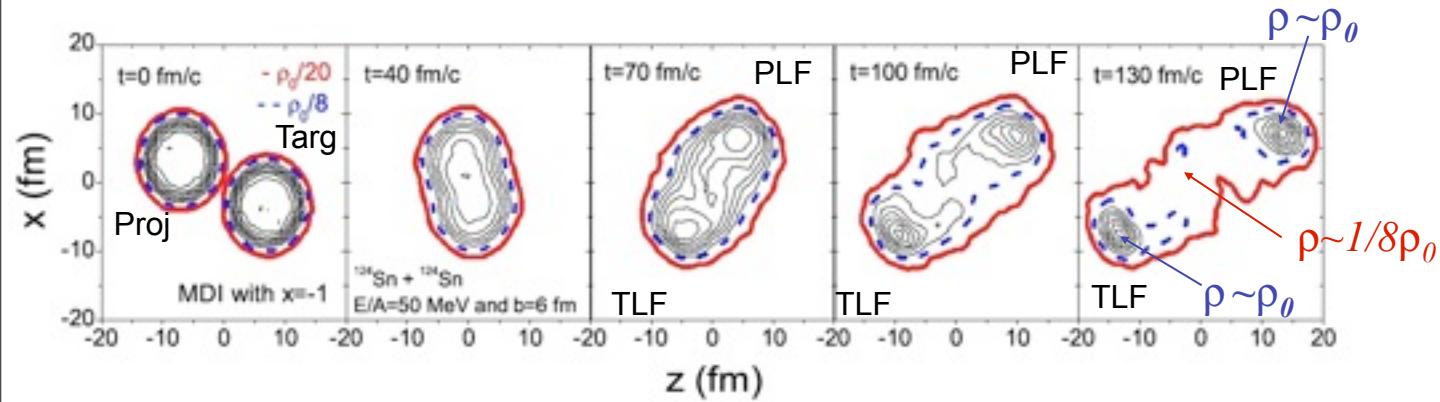 ρ~ρ₀
t=0 fm/c
- ρ₀/20
-- ρ₀/8
Targ
Proj
MDI with x=-1
t=40 fm/c
¹²⁴Sn + ¹²⁴Sn
E/A=50 MeV and b=6 fm
t=70 fm/c
PLF
TLF
t=100 fm/c
PLF
TLF
t=130 fm/c
PLF
TLF
ρ~1/8ρ₀
ρ~ρ₀
x (fm)
20
10
0
-10
-20
-20 -10 0 10 20 -10 0 10 20 -10 0 10 20 -10 0 10 20 -10 0 10 20
z (fm)